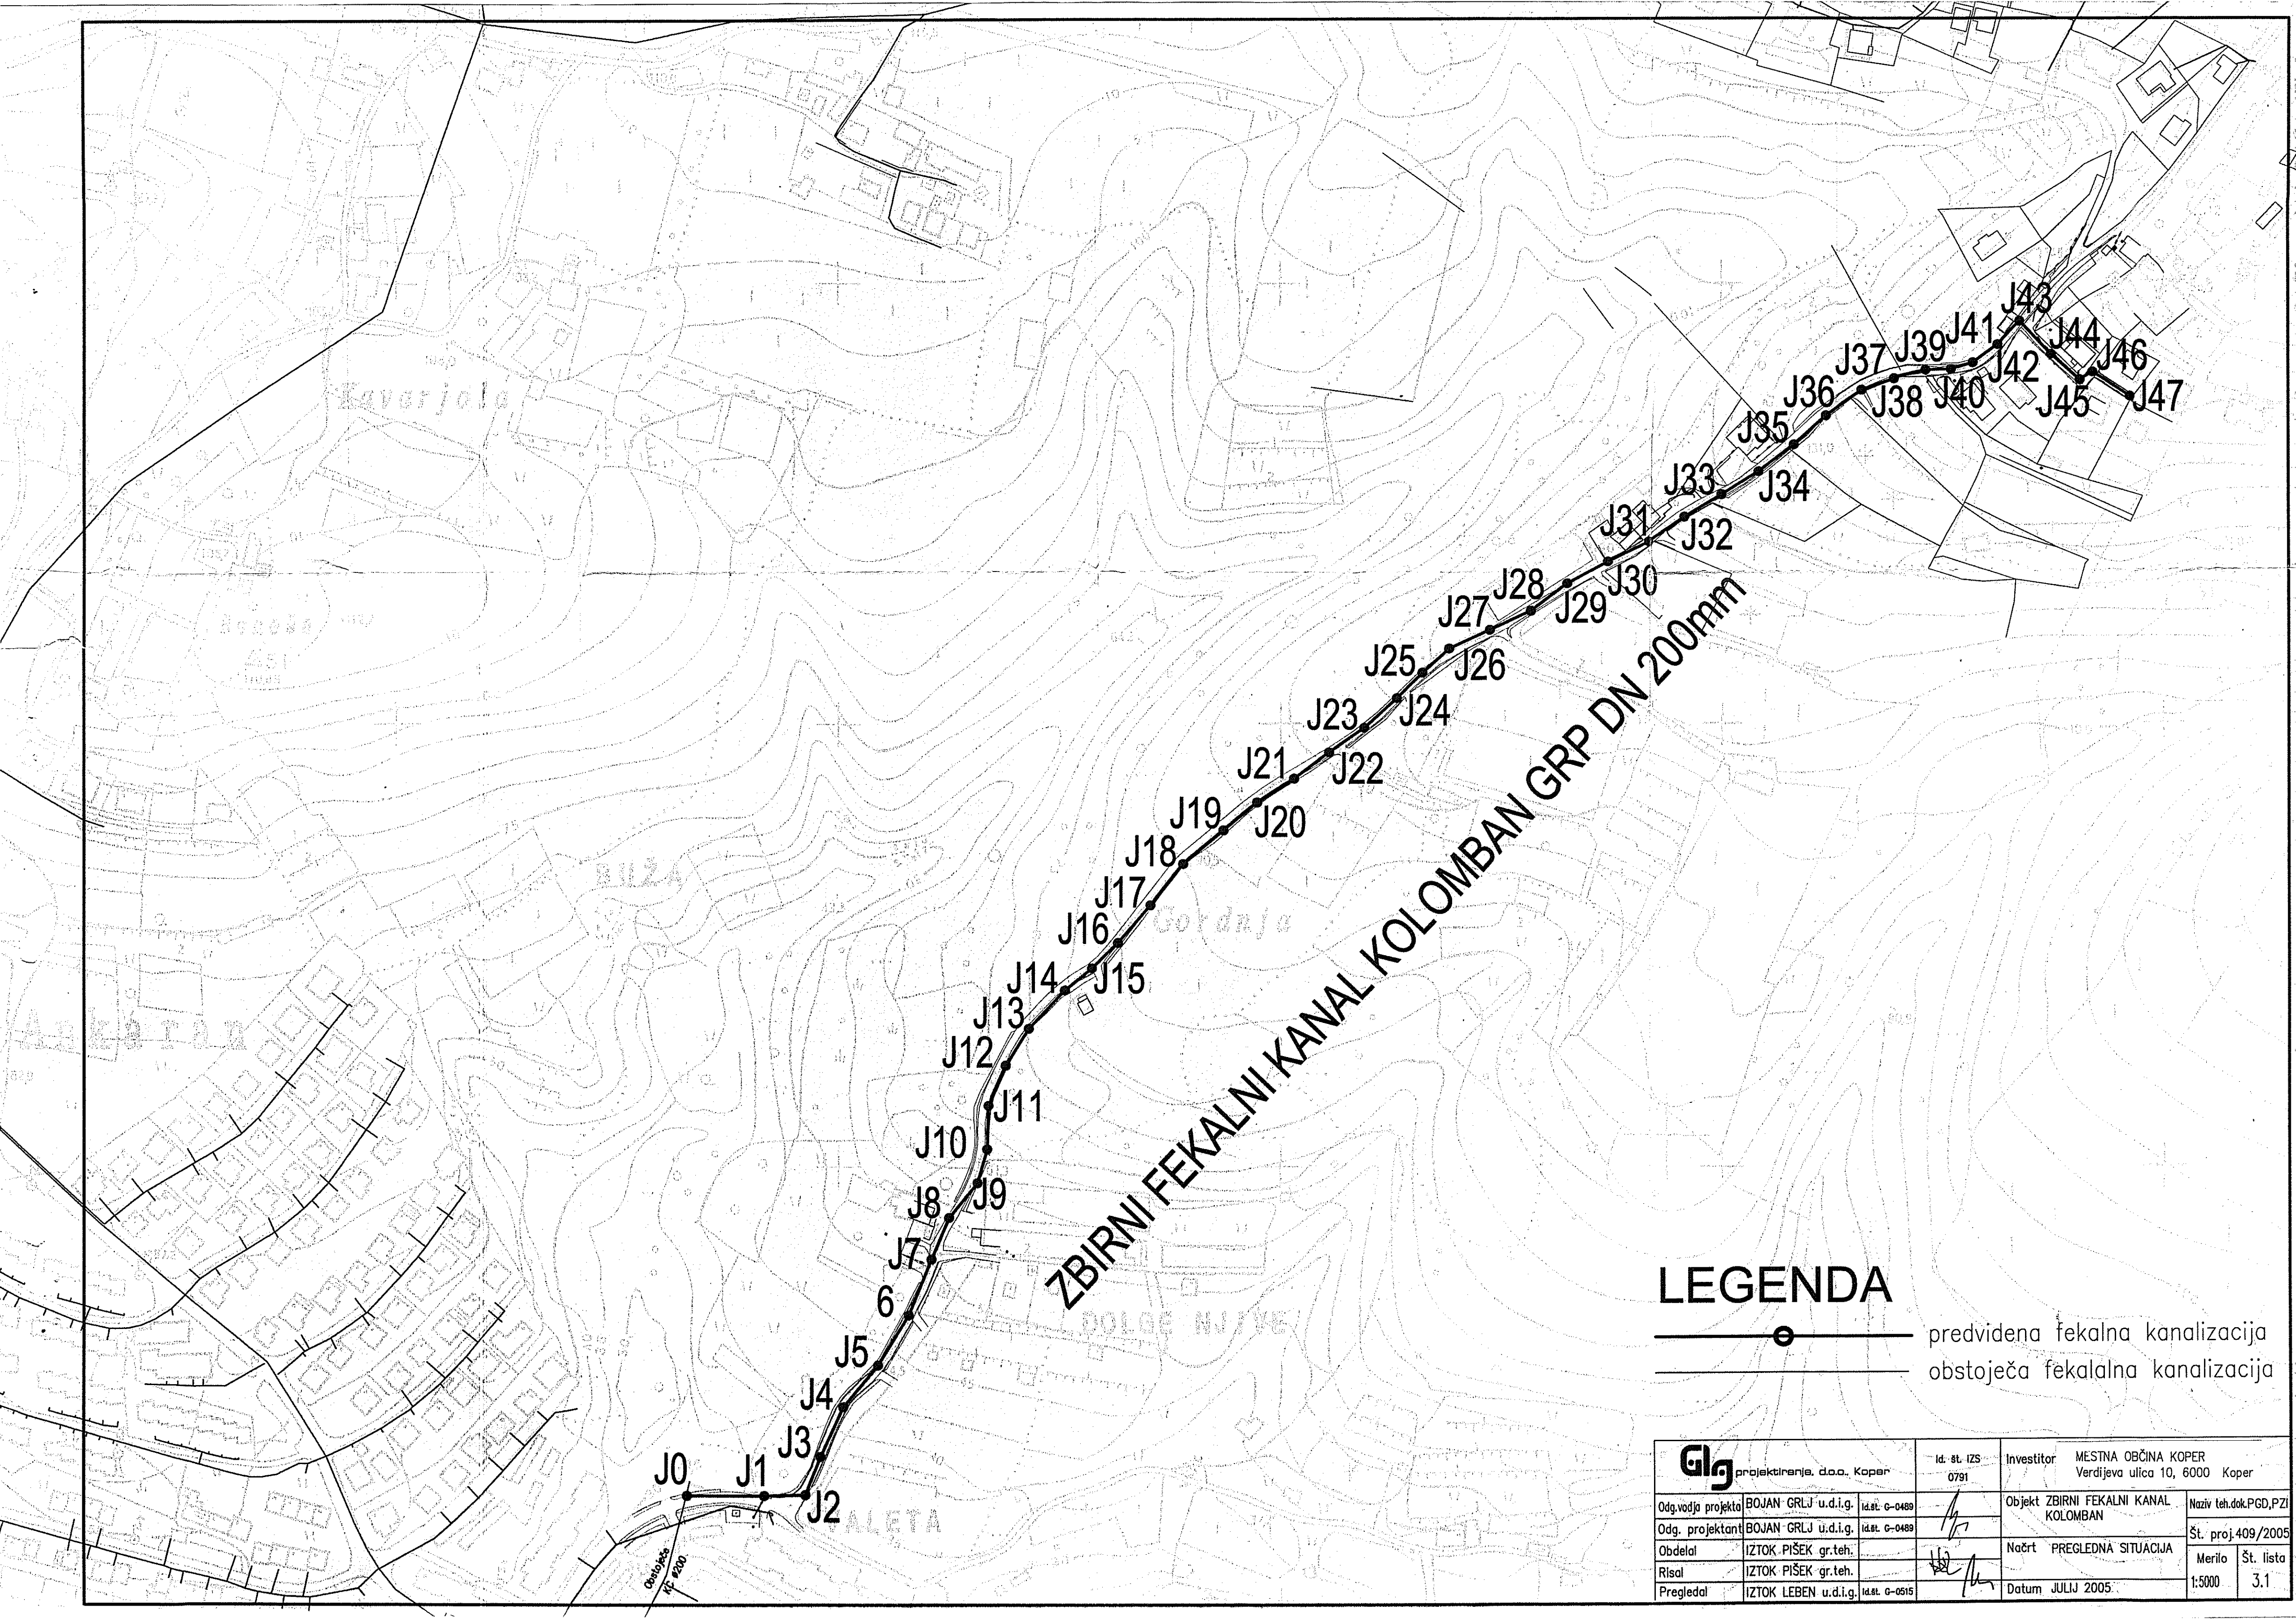 J43
J41
J44
J39
J46
J37
J42
J40
J36
J38
J45
J47
J35
J33
J34
J31
J32
J30
J28
J29
J27
J25
J26
J24
J23
J22
J21
J20
J19
J18
J17
J16
J15
J14
J13
J12
J11
J10
J9
J8
J7
6
J5
J4
J3
J2
J1
J0
Kavarjola
BUŽA
Gordnja
Ankaran
DOLGE NJIVE
ZBIRNI FEKALNI KANAL KOLOMBAN GRP DN 200mm
Obstoječe
KČ ø200
LEGENDA
predvidena fekalna kanalizacija
obstoječa fekalalna kanalizacija
Glg projektiranje, d.o.o., Koper
Id. št. IZS
0791
Investitor MESTNA OBČINA KOPER
Verdijeva ulica 10, 6000 Koper
Odg.vodja projekta BOJAN GRLJ u.d.i.g. Id.št. G-0489
Objekt ZBIRNI FEKALNI KANAL
KOLOMBAN
Naziv teh.dok.PGD,PZI
Odg. projektant BOJAN GRLJ u.d.i.g. Id.št. G-0489
Št. proj.409/2005
Obdelal IZTOK PIŠEK gr.teh.
Načrt PREGLEDNA SITUACIJA
Merilo
1:5000
Št. lista
3.1
Risal IZTOK PIŠEK gr.teh.
Pregledal IZTOK LEBEN u.d.i.g. Id.št. G-0515
Datum JULIJ 2005